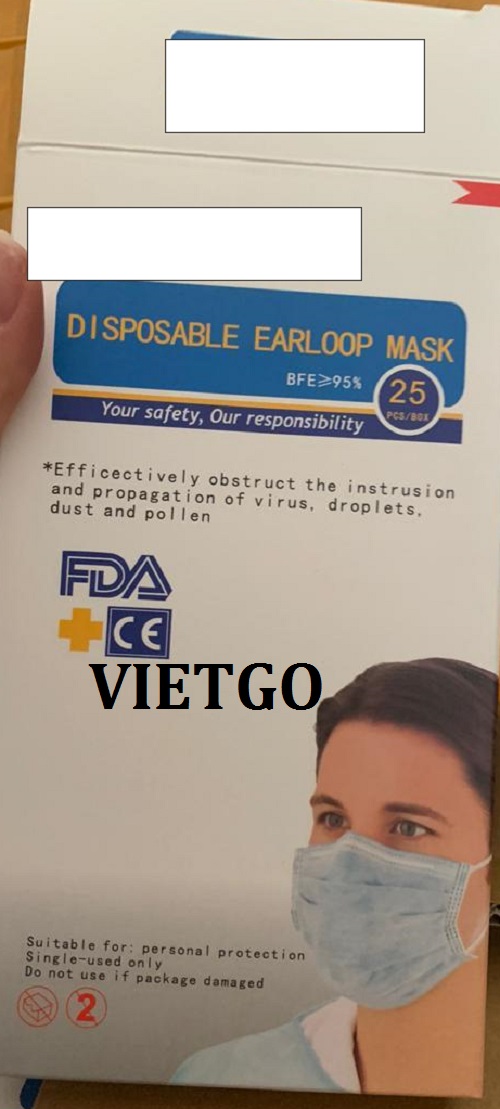 DISPOSABLE EARLOOP MASK
BFE≥95%
25
PCS/BOX
Your safety, Our responsibility
*Efficectively obstruct the instrusion
and propagation of virus, droplets,
dust and pollen
FDA
CE
VIETGO
Suitable for: personal protection
Single-used only
Do not use if package damaged
2